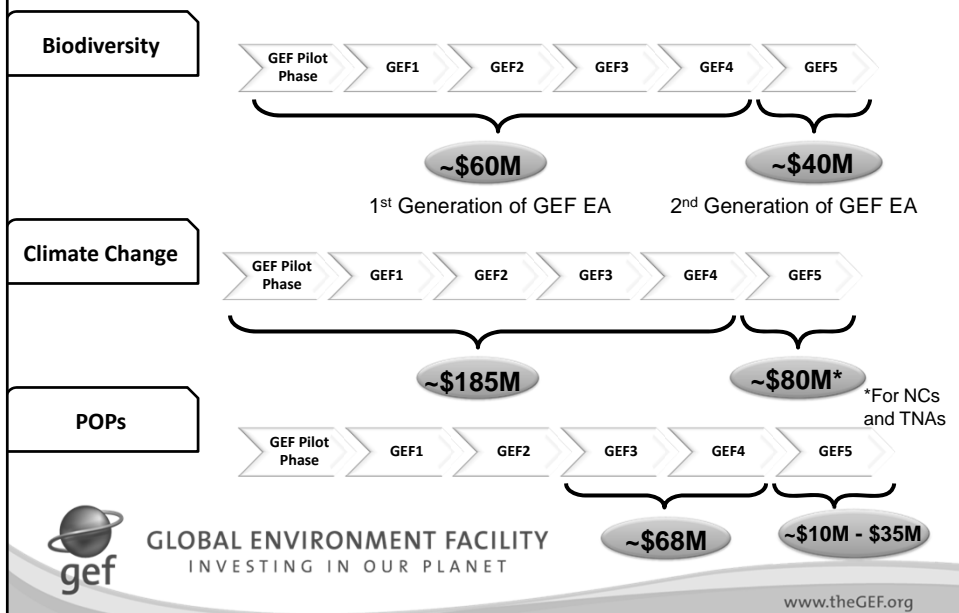 Biodiversity
GEF Pilot
Phase
GEF1
GEF2
GEF3
GEF4
GEF5
~$60M
~$40M
1st Generation of GEF EA
2nd Generation of GEF EA
Climate Change
GEF Pilot
Phase
GEF1
GEF2
GEF3
GEF4
GEF5
~$185M
~$80M*
*For NCs
and TNAs
POPs
GEF Pilot
Phase
GEF1
GEF2
GEF3
GEF4
GEF5
~$68M
~$10M - $35M
gef
GLOBAL ENVIRONMENT FACILITY
INVESTING IN OUR PLANET
www.theGEF.org